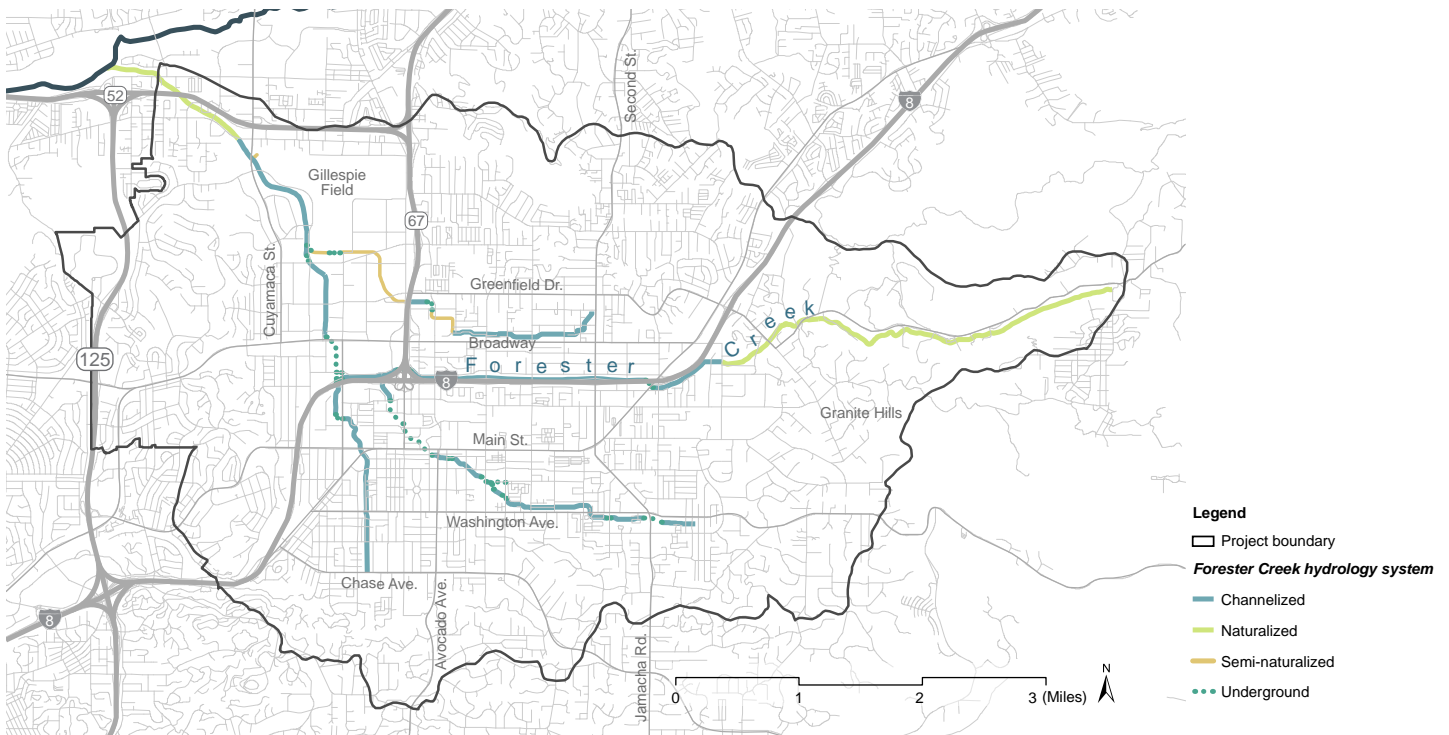 Second St.
52
8
Gillespie
Field
67
Cuyamaca St.
Greenfield Dr.
Broadway
Creek
Forester
125
8
Granite Hills
Main St.
Washington Ave.
Chase Ave.
Avocado Ave.
Jamacha Rd.
8
0 1 2 3 (Miles)
N
Legend
Project boundary
Forester Creek hydrology system
Channelized
Naturalized
Semi-naturalized
Underground